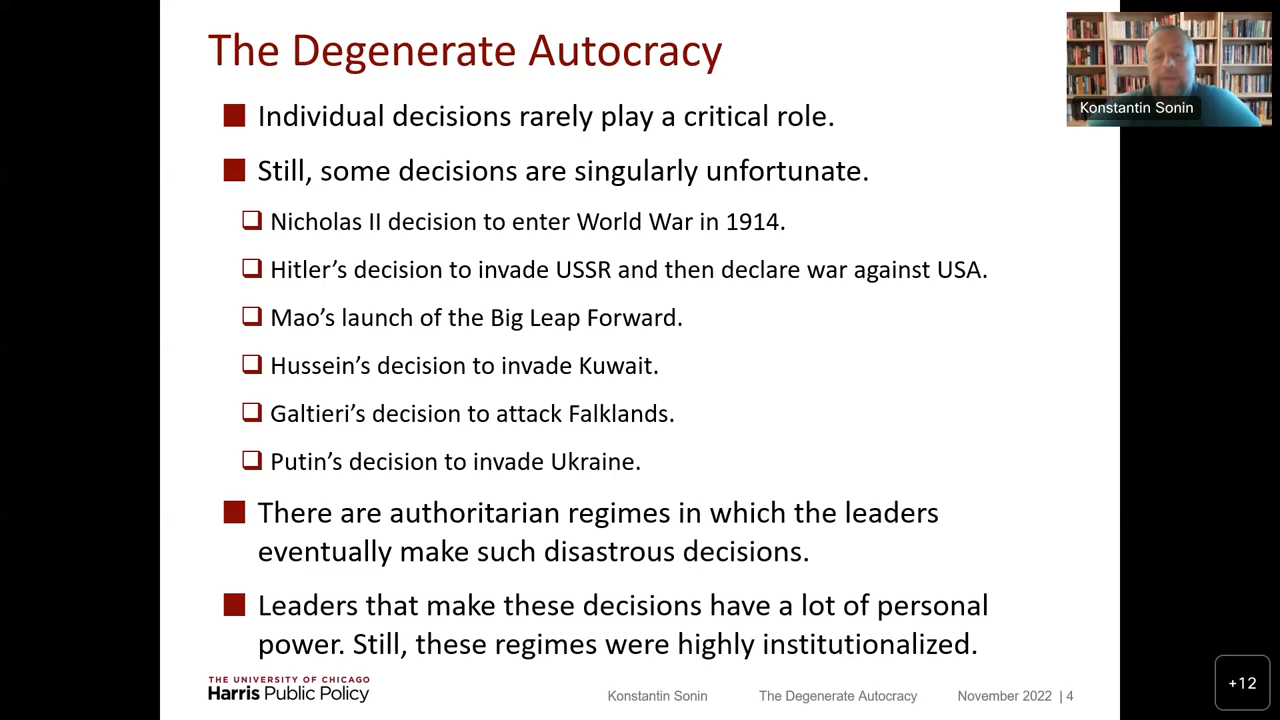 The Degenerate Autocracy
Individual decisions rarely play a critical role.
Still, some decisions are singularly unfortunate.
Nicholas II decision to enter World War in 1914.
Hitler's decision to invade USSR and then declare war against USA.
Mao's launch of the Big Leap Forward.
Hussein's decision to invade Kuwait.
Galtieri's decision to attack Falklands.
Putin's decision to invade Ukraine.
There are authoritarian regimes in which the leaders
eventually make such disastrous decisions.
Leaders that make these decisions have a lot of personal
power. Still, these regimes were highly institutionalized.
THE UNIVERSITY OF CHICAGO
Harris Public Policy
Konstantin Sonin The Degenerate Autocracy November 2022 | 4
Konstantin Sonin
+12